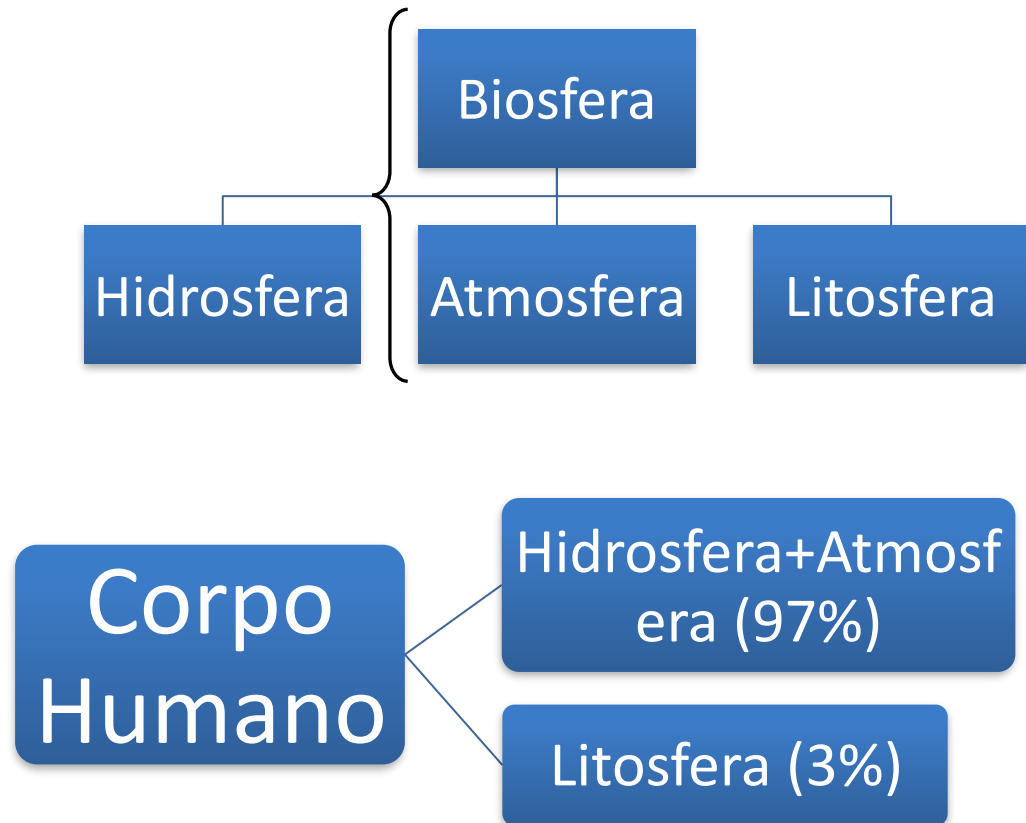 Biosfera
Hidrosfera
Atmosfera
Litosfera
Corpo
Humano
Hidrosfera+Atmosf
era (97%)
Litosfera (3%)